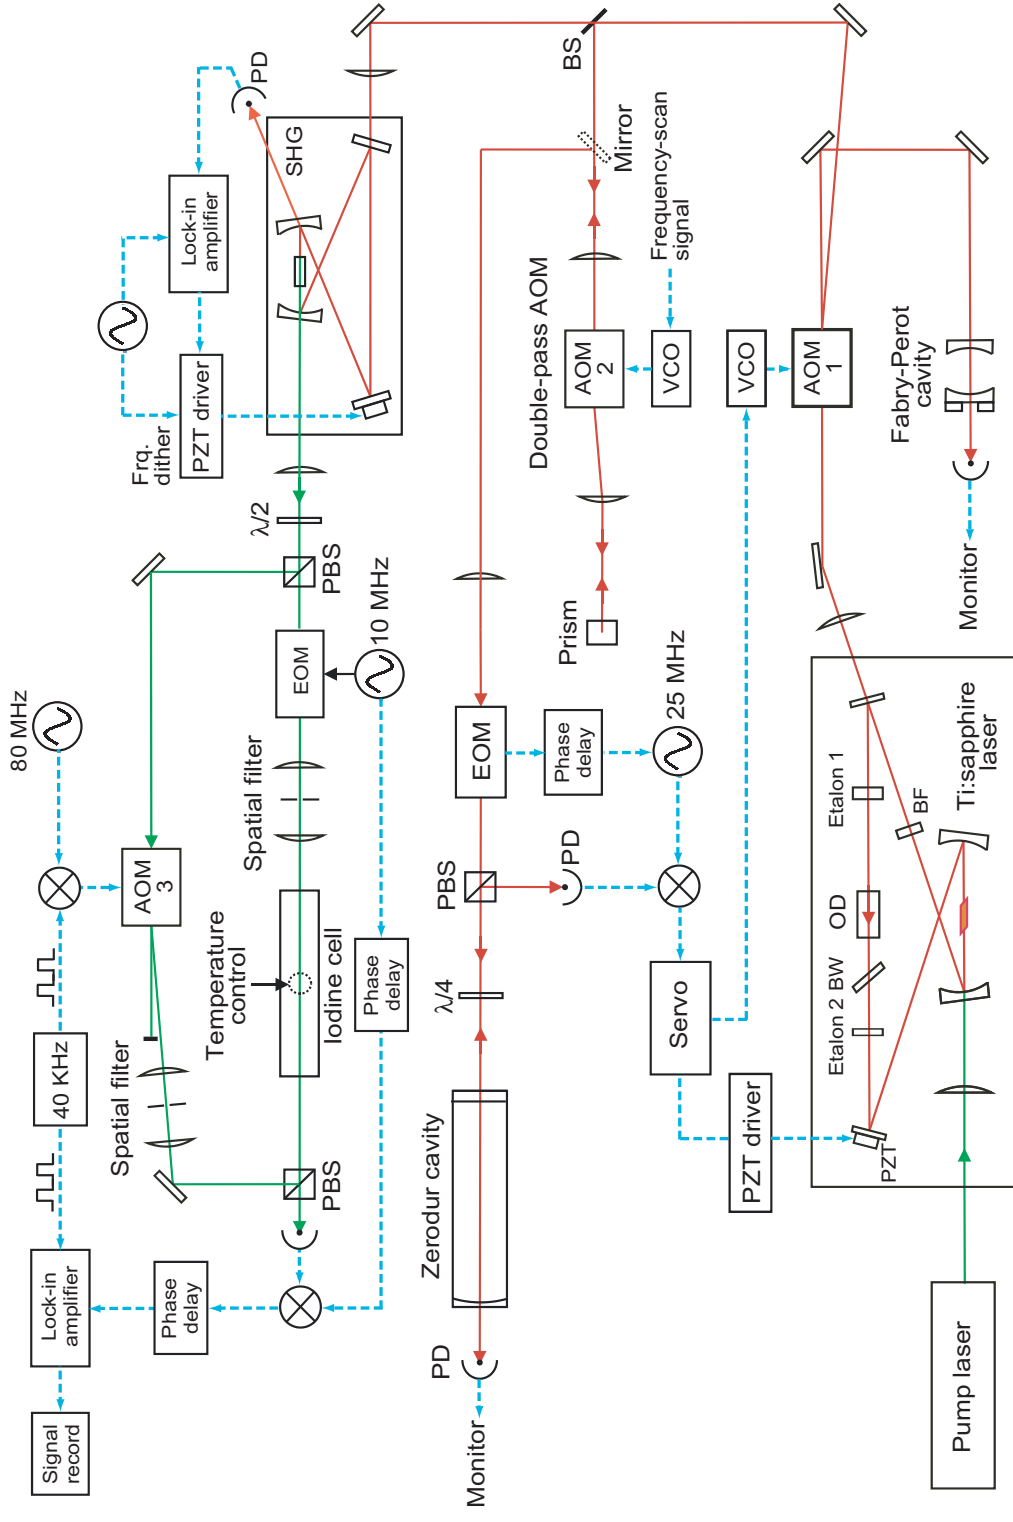 Signal
record
Lock-in
amplifier
40 KHz
80 MHz
Phase
delay
Spatial filter
AOM
3
Frq.
dither
PZT driver
Lock-in
amplifier
PD
SHG
PBS
Temperature
control
Iodine cell
Spatial filter
EOM
PBS
λ/2
Phase
delay
10 MHz
Monitor
PD
Zerodur cavity
λ/4
PBS
PD
EOM
Phase
delay
25 MHz
Prism
Double-pass AOM
AOM
2
VCO
Frequency-scan
signal
Mirror
BS
Servo
PZT driver
VCO
AOM
1
Pump laser
PZT
Etalon 2
BW
OD
Etalon 1
BF
Ti:sapphire
laser
Monitor
Fabry-Perot
cavity